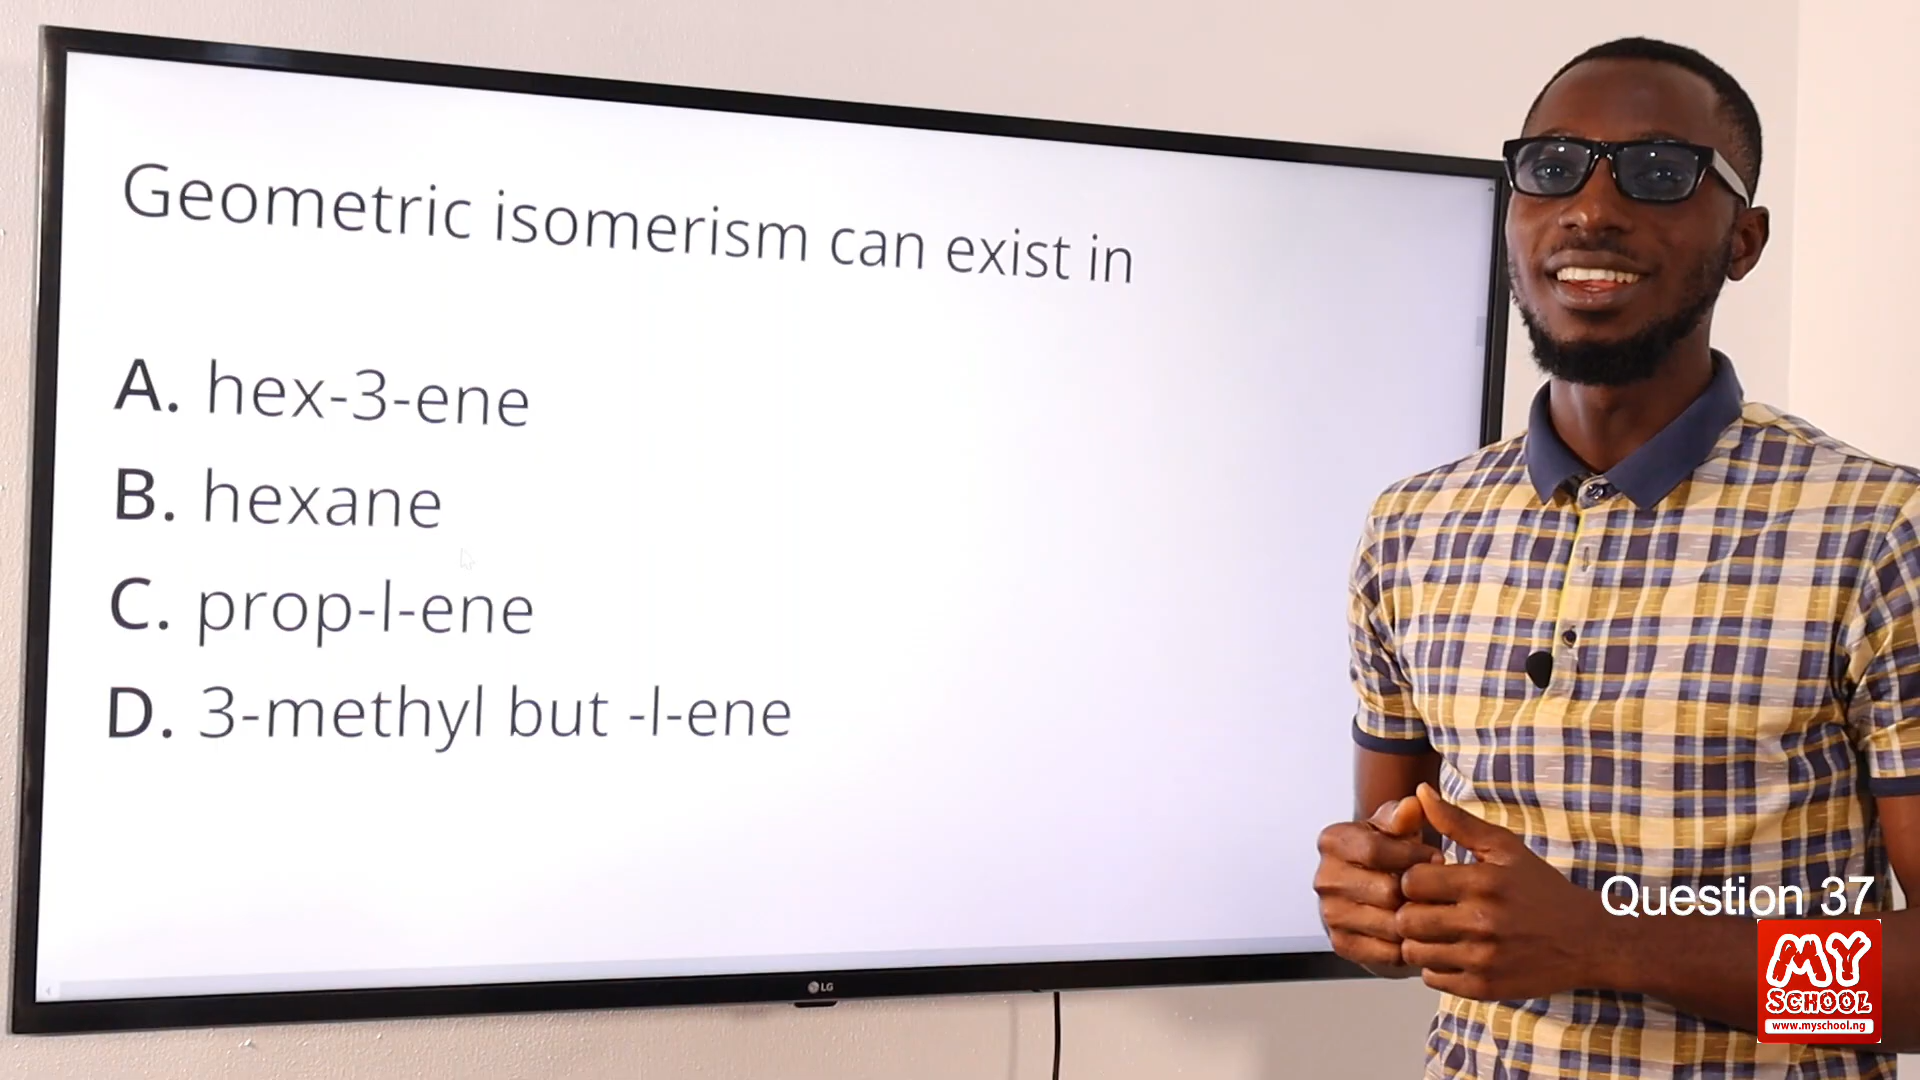 Geometric isomerism can exist in
A. hex-3-ene
B. hexane
C. prop-l-ene
D. 3-methyl but -l-ene
LG
Question 37
MY
SCHOOL
www.myschool.ng